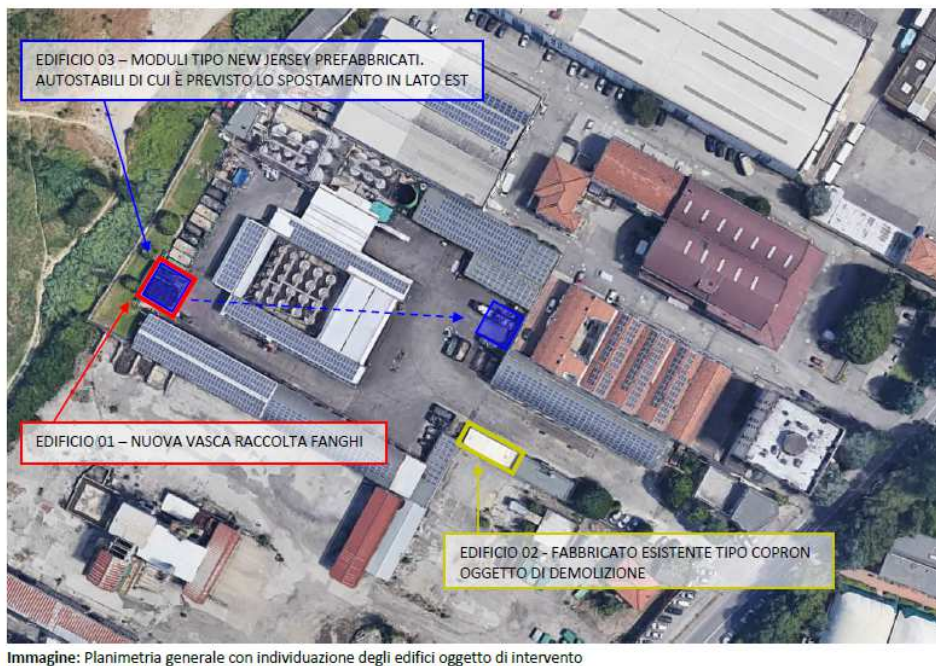 EDIFICIO 03 – MODULI TIPO NEW JERSEY PREFABBRICATI.
AUTOSTABILI DI CUI È PREVISTO LO SPOSTAMENTO IN LATO EST
EDIFICIO 01 – NUOVA VASCA RACCOLTA FANGHI
EDIFICIO 02 - FABBRICATO ESISTENTE TIPO COPRON
OGGETTO DI DEMOLIZIONE
Immagine: Planimetria generale con individuazione degli edifici oggetto di intervento